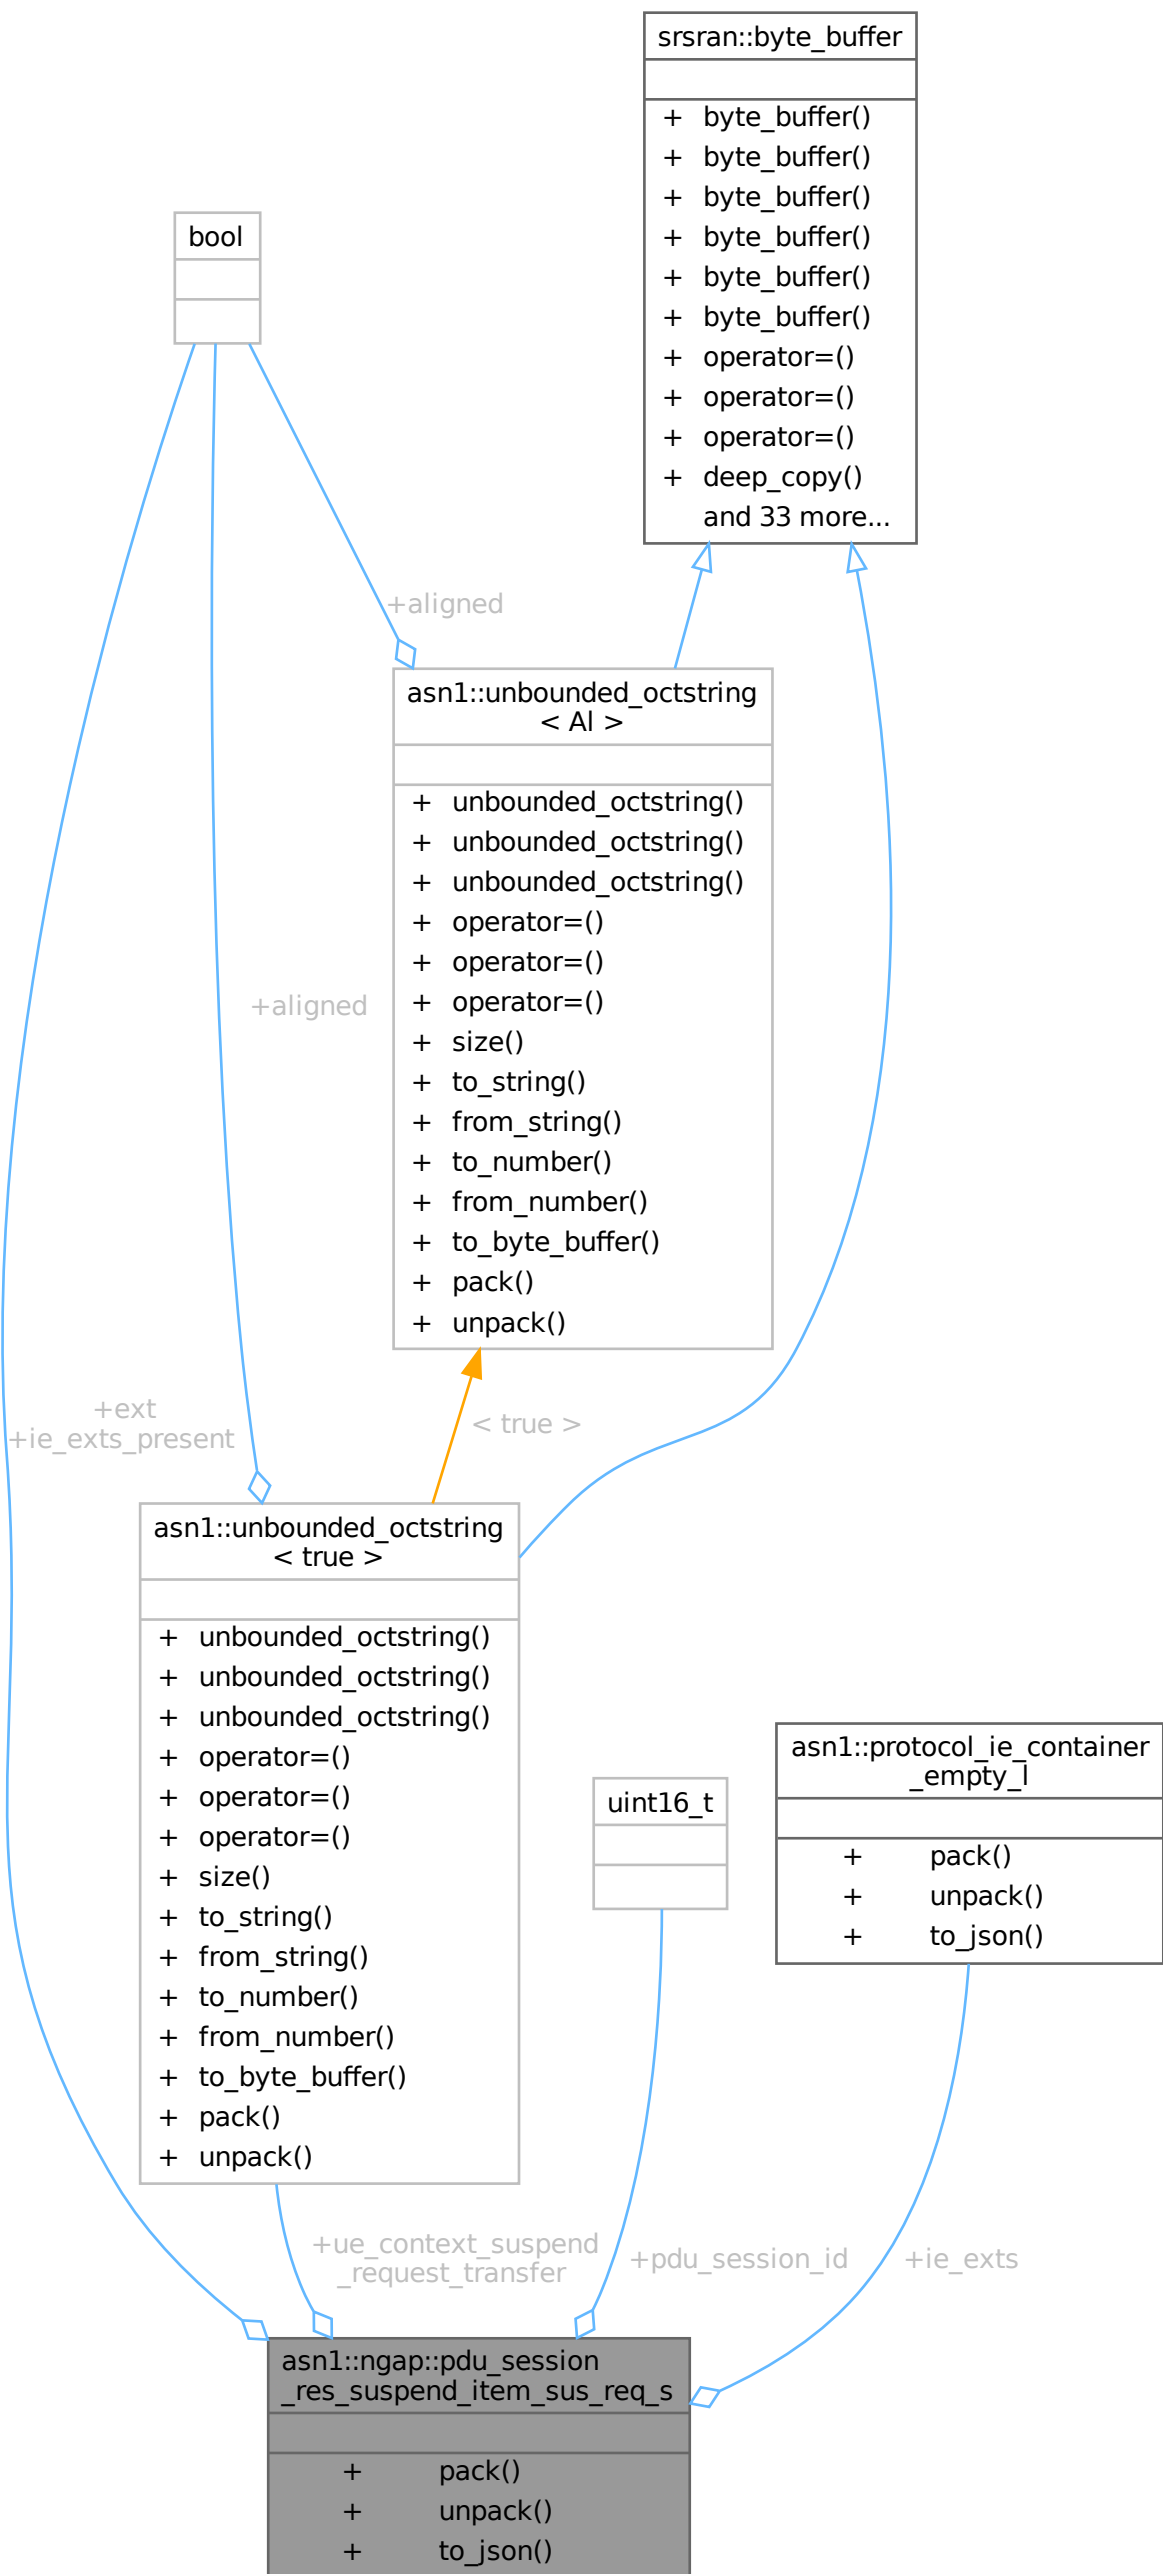 srsran::byte_buffer
+ byte_buffer()
+ byte_buffer()
+ byte_buffer()
+ byte_buffer()
+ byte_buffer()
+ byte_buffer()
+ operator=()
+ operator=()
+ operator=()
+ deep_copy()
and 33 more...
bool
+aligned
asn1::unbounded_octstring
< Al >
+ unbounded_octstring()
+ unbounded_octstring()
+ unbounded_octstring()
+ operator=()
+ operator=()
+ operator=()
+ size()
+ to_string()
+ from_string()
+ to_number()
+ from_number()
+ to_byte_buffer()
+ pack()
+ unpack()
+aligned
+ext
+ie_exts_present
< true >
asn1::unbounded_octstring
< true >
+ unbounded_octstring()
+ unbounded_octstring()
+ unbounded_octstring()
+ operator=()
+ operator=()
+ operator=()
+ size()
+ to_string()
+ from_string()
+ to_number()
+ from_number()
+ to_byte_buffer()
+ pack()
+ unpack()
uint16_t
asn1::protocol_ie_container
_empty_l
+ pack()
+ unpack()
+ to_json()
+ue_context_suspend
_request_transfer
+pdu_session_id
+ie_exts
asn1::ngap::pdu_session
_res_suspend_item_sus_req_s
+ pack()
+ unpack()
+ to_json()